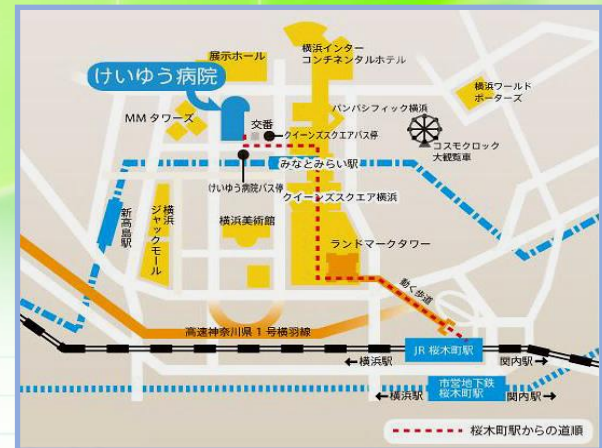 展示ホール
横浜インター
コンチネンタルホテル
けいゆう病院
横浜ワールド
ポーターズ
MMタワーズ
交番
パンパシフィック横浜
クイーンズスクエアバス停
コスモクロック
大観覧車
みなとみらい駅
けいゆう病院バス停
クイーンズスクエア横浜
新高島駅
横浜
ジャックモール
横浜美術館
ランドマークタワー
動く歩道
高速神奈川県1号横羽線
JR 桜木町駅
←横浜駅
関内駅→
市営地下鉄
桜木町駅
←横浜駅
関内駅→
桜木町駅からの道順